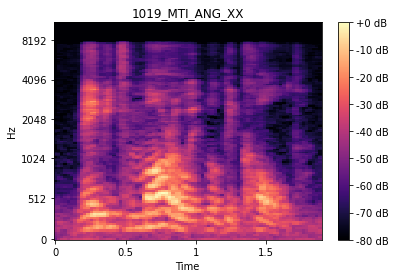 1019_MTI_ANG_XX
+0 dB
8192
-10 dB
4096
-20 dB
-30 dB
2048
Hz
-40 dB
1024
-50 dB
-60 dB
512
-70 dB
0
-80 dB
0 0.5 1 1.5
Time